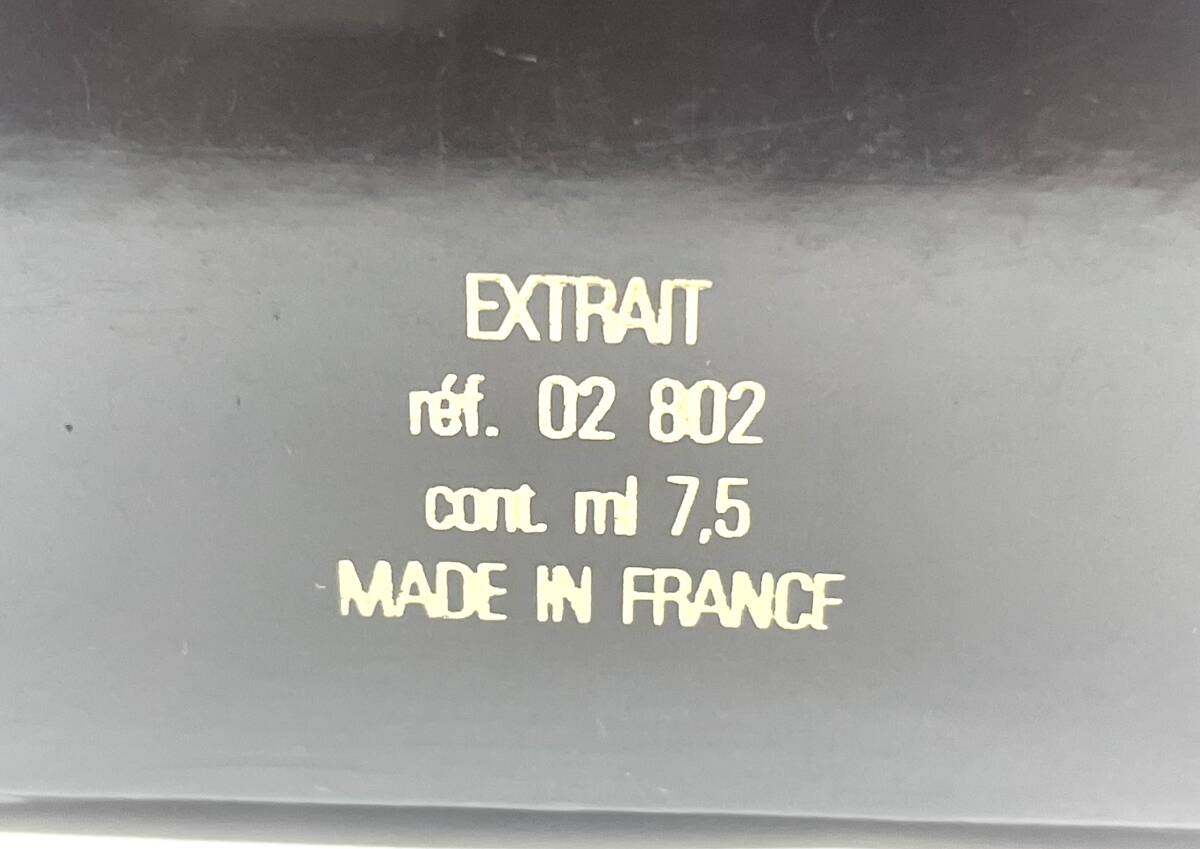 EXTRAIT
réf. 02 802
cont. ml 7,5
MADE IN FRANCE